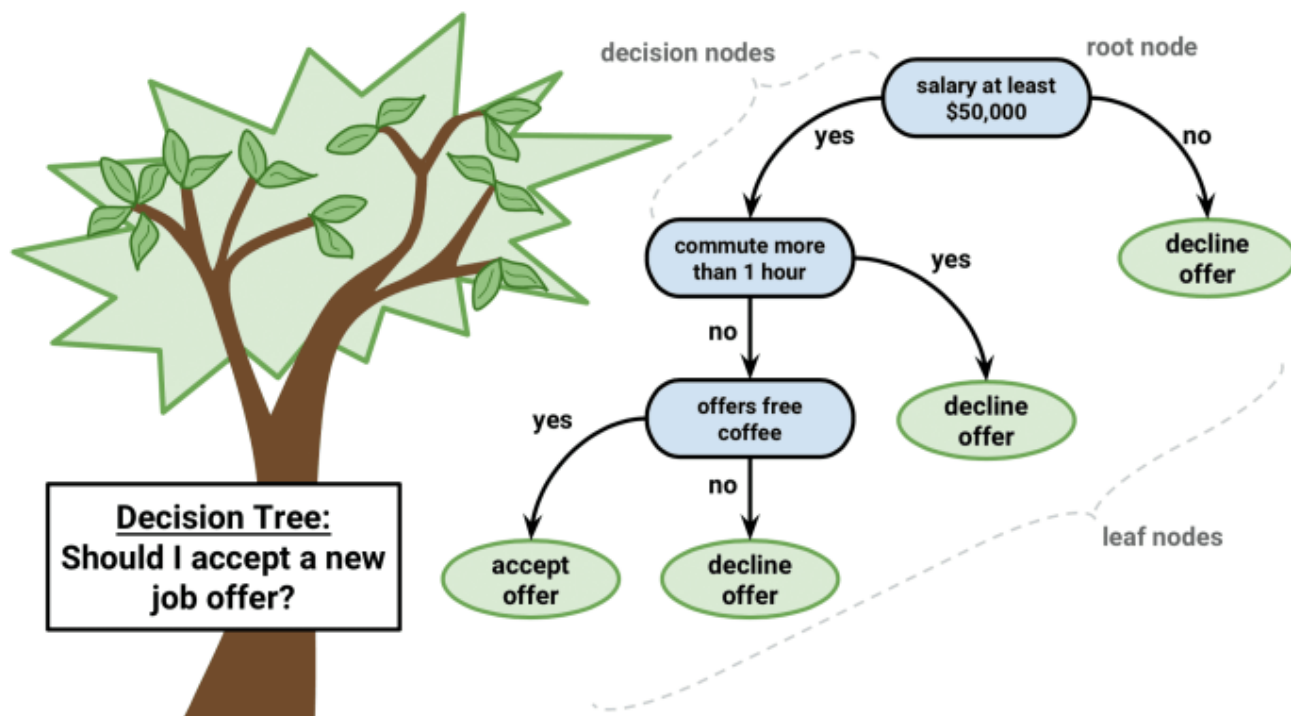 decision nodes
root node
salary at least
$50,000
yes
no
commute more
than 1 hour
decline
offer
yes
no
offers free
coffee
decline
offer
yes
no
accept
offer
decline
offer
leaf nodes
Decision Tree:
Should I accept a new
job offer?